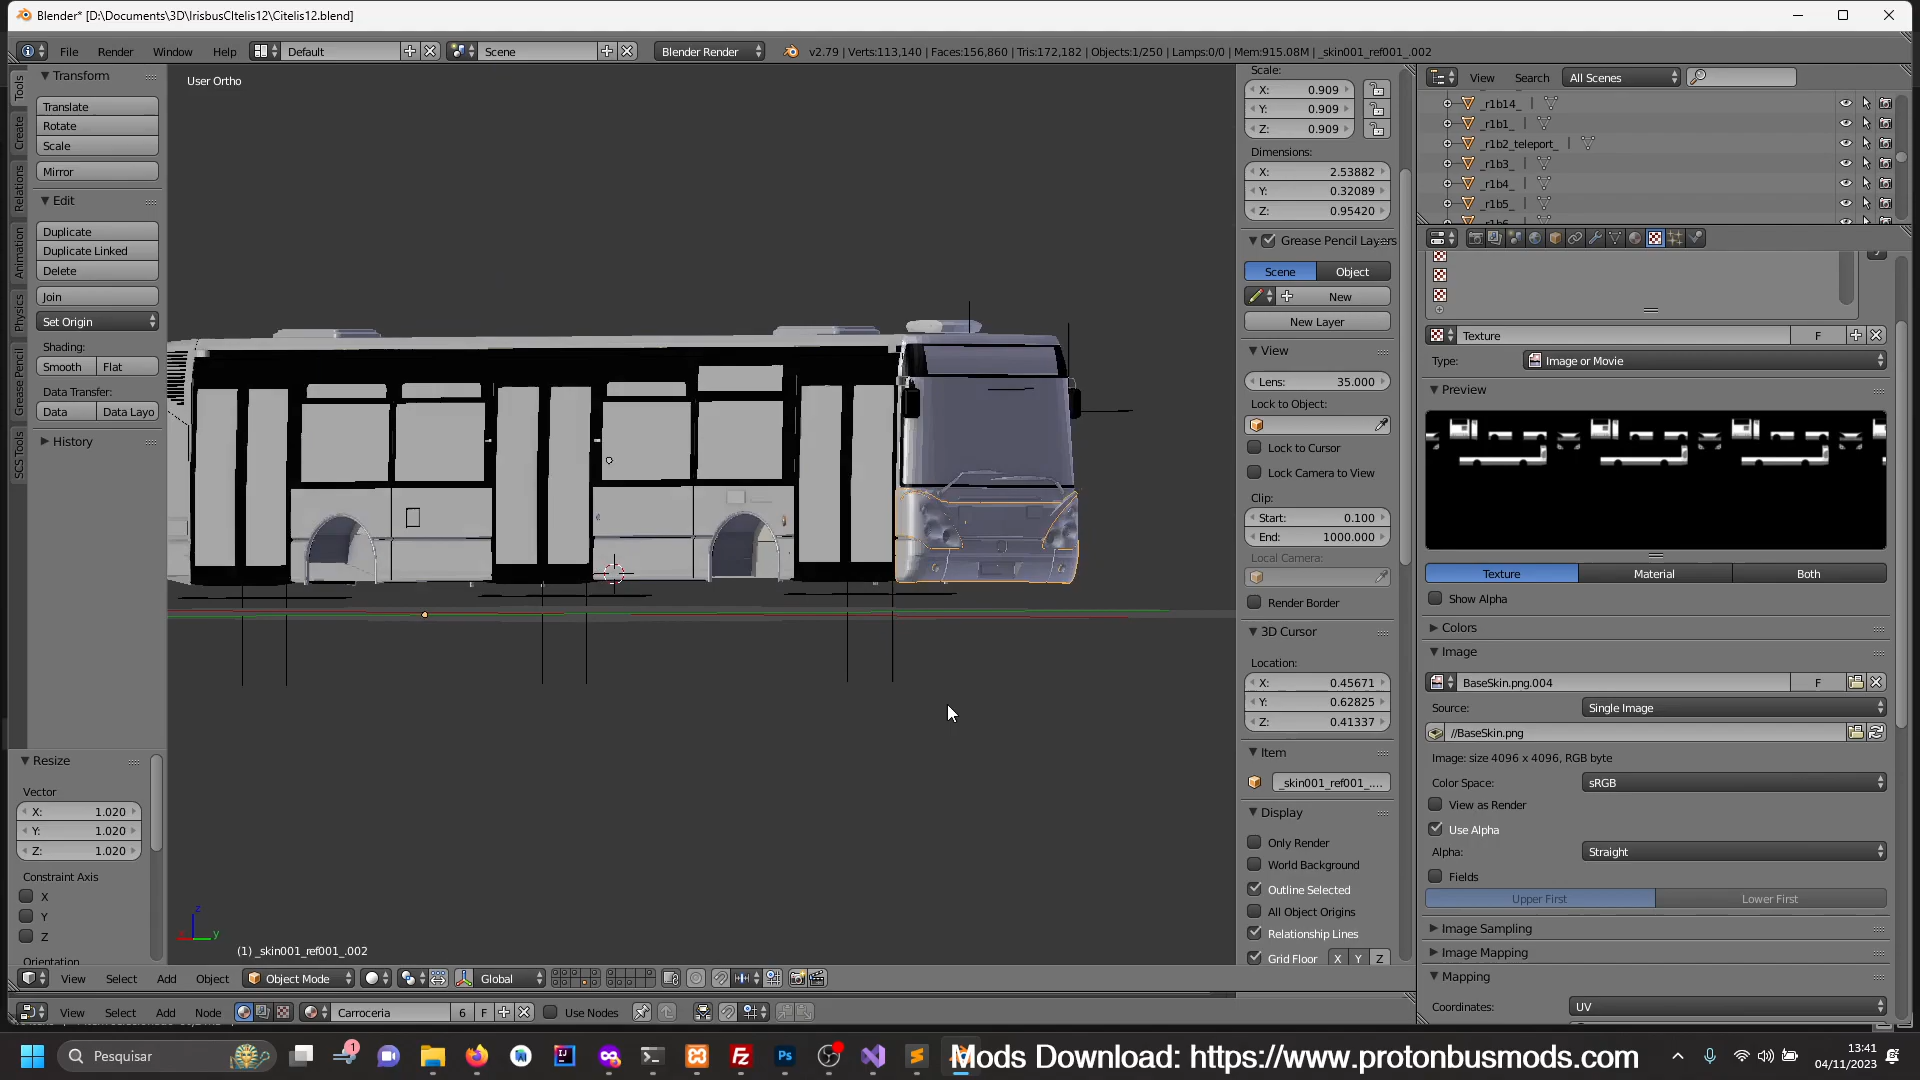 Blender* [D:\Documents\3D\IrisbusCItelis12\Citelis12.blend]
File Render Window Help Default Scene Blender Render v2.79 | Verts:113,140 | Faces:156,860 | Tris:172,182 | Objects:1/250 | Lamps:0/0 | Mem:915.08M | _skin001_ref001_.002
Tools
Create
Relations
Animation
Physics
Grease Pencil
SCS Tools
Transform
Translate
Rotate
Scale
Mirror
Edit
Duplicate
Duplicate Linked
Delete
Join
Set Origin
Shading:
Smooth Flat
Data Transfer:
Data Data Layo
History
Resize
Vector
X: 1.020
Y: 1.020
Z: 1.020
Constraint Axis
X
Y
Z
Orientation
User Ortho
z
x y
(1) _skin001_ref001_.002
Scale:
X: 0.909
Y: 0.909
Z: 0.909
Dimensions:
X: 2.53882
Y: 0.32089
Z: 0.95420
Grease Pencil Layers
Scene Object
New
New Layer
View
Lens: 35.000
Lock to Object:
Lock to Cursor
Lock Camera to View
Clip:
Start: 0.100
End: 1000.000
Local Camera:
Render Border
3D Cursor
Location:
X: 0.45671
Y: 0.62825
Z: 0.41337
Item
_skin001_ref001_....
Display
Only Render
World Background
Outline Selected
All Object Origins
Relationship Lines
Grid Floor X Y Z
View Search All Scenes
_r1b14_
_r1b1_
_r1b2_teleport_
_r1b3_
_r1b4_
_r1b5_
Texture F
Type: Image or Movie
Preview
Texture Material Both
Show Alpha
Colors
Image
BaseSkin.png.004 F
Source: Single Image
//BaseSkin.png
Image: size 4096 x 4096, RGB byte
Color Space: sRGB
View as Render
Use Alpha
Alpha: Straight
Fields
Upper First Lower First
Image Sampling
Image Mapping
Mapping
Coordinates: UV
View Select Add Object Object Mode Global
View Select Add Node Carroceria 6 F Use Nodes
Pesquisar
1
Mods Download: https://www.protonbusmods.com
13:41
04/11/2023